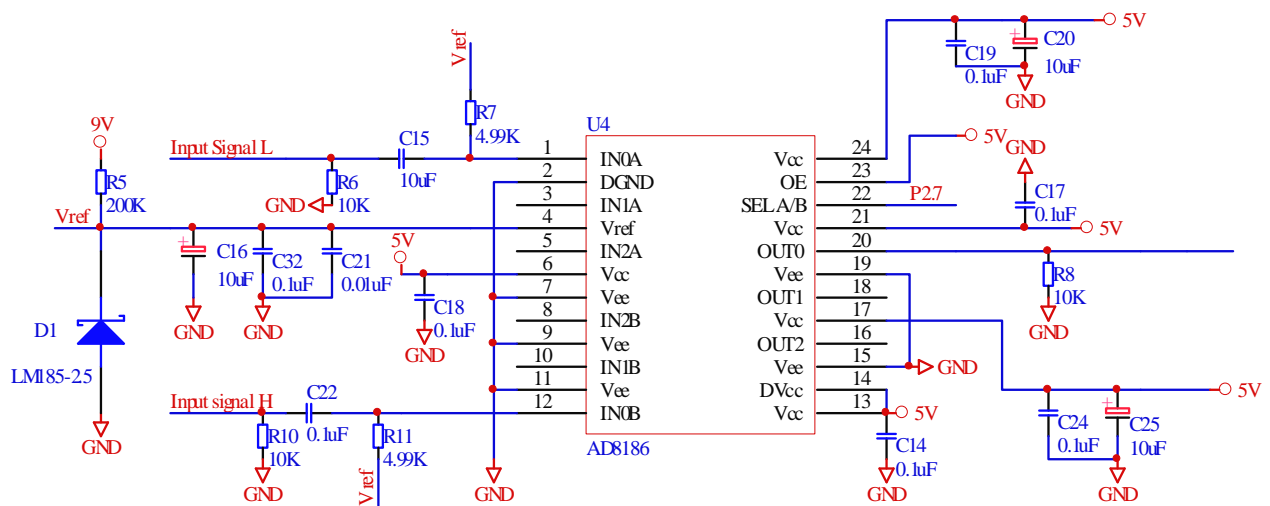 5V
C19
0.1uF
C20
10uF
GND
Vref
R7
4.99K
U4
9V
Input Signal L
C15
10uF
R6
10K
GND
R5
200K
Vref
C16
10uF
C32
0.1uF
C21
0.01uF
5V
C18
0.1uF
GND
GND
GND
D1
LM185-2.5
GND
Input signal H
C22
0.1uF
R10
10K
GND
R11
4.99K
Vref
GND
1 IN0A
2 DGND
3 IN1A
4 Vref
5 IN2A
6 Vcc
7 Vee
8 IN2B
9 Vee
10 IN1B
11 Vee
12 IN0B
Vcc 24
OE 23
SEL A/B 22
Vcc 21
OUT0 20
Vee 19
OUT1 18
Vcc 17
OUT2 16
Vee 15
DVcc 14
Vcc 13
AD8186
5V
GND
P2.7
C17
0.1uF
5V
R8
10K
GND
GND
5V
C14
0.1uF
GND
5V
C24
0.1uF
C25
10uF
GND